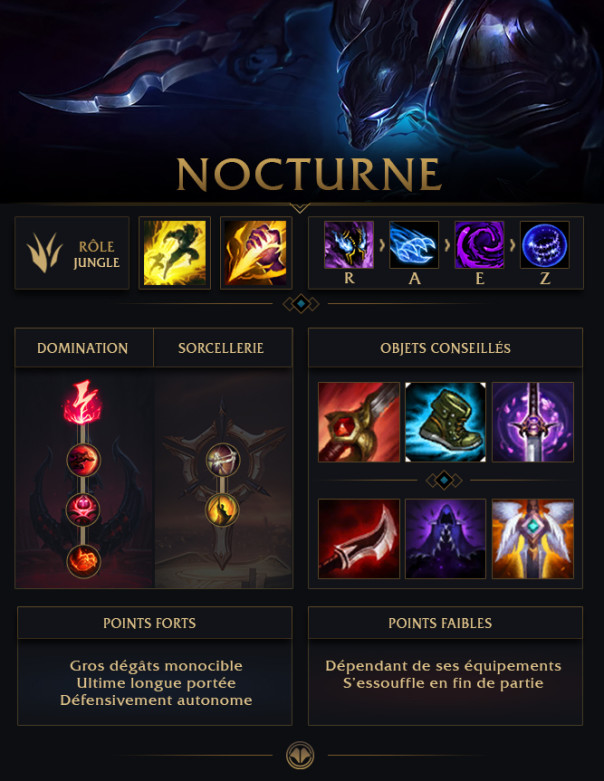 NOCTURNE
RÔLE
JUNGLE
R
A
E
Z
DOMINATION
SORCELLERIE
OBJETS CONSEILLÉS
POINTS FORTS
Gros dégâts monocible
Ultime longue portée
Défensivement autonome
POINTS FAIBLES
Dépendant de ses équipements
S'essouffle en fin de partie